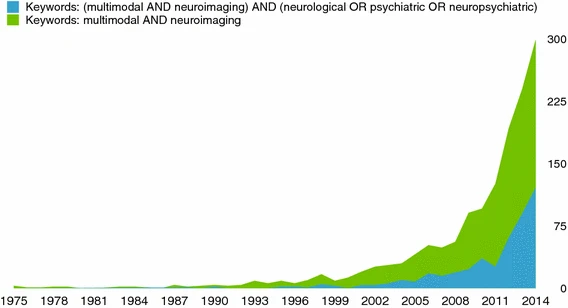 Keywords: (multimodal AND neuroimaging) AND (neurological OR psychiatric OR neuropsychiatric)
Keywords: multimodal AND neuroimaging
300
225
150
75
0
1975 1978 1981 1984 1987 1990 1993 1996 1999 2002 2005 2008 2011 2014